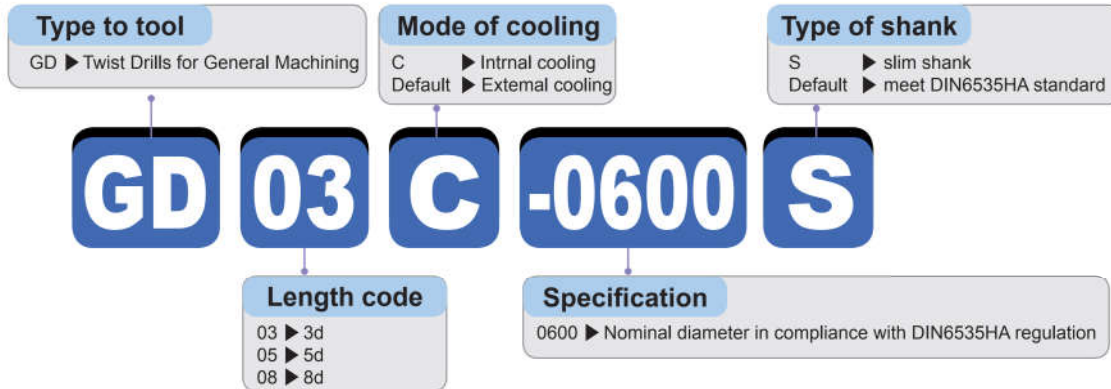 Type to tool
GD ▶ Twist Drills for General Machining
Mode of cooling
C ▶ Intrnal cooling
Default ▶ External cooling
Type of shank
S ▶ slim shank
Default ▶ meet DIN6535HA standard
GD 03 C -0600 S
Length code
03 ▶ 3d
05 ▶ 5d
08 ▶ 8d
Specification
0600 ▶ Nominal diameter in compliance with DIN6535HA regulation